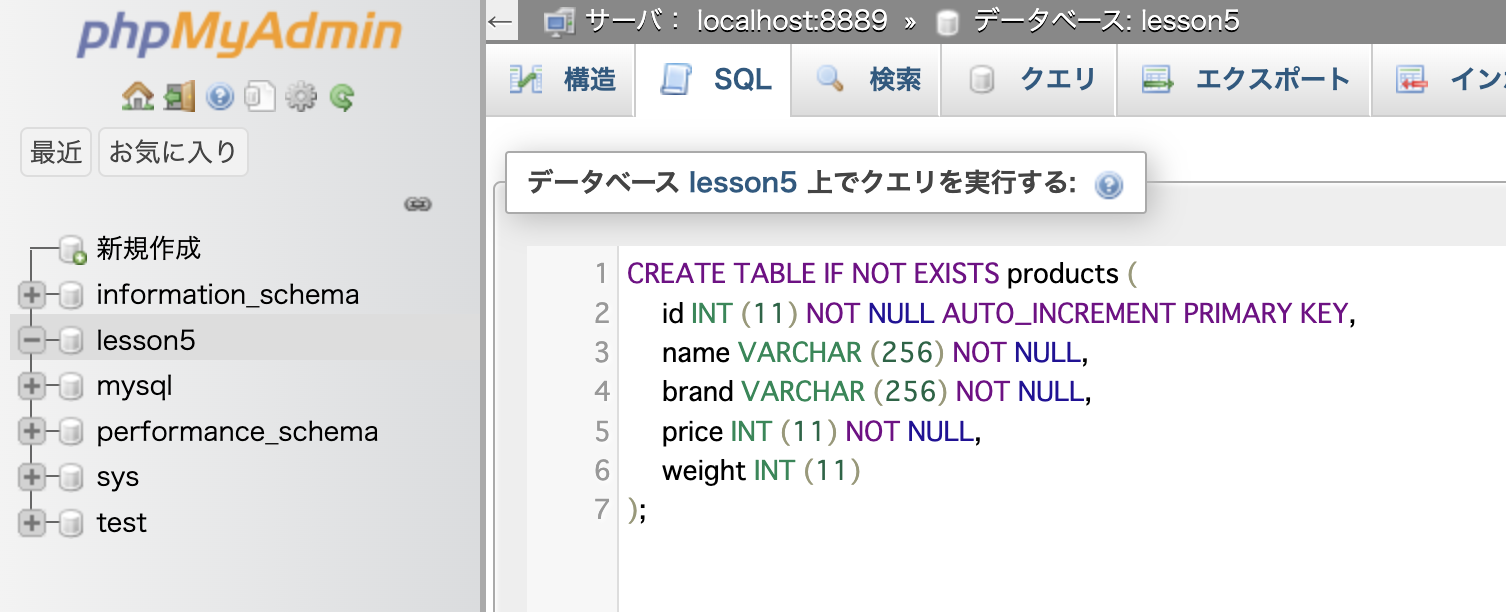 phpMyAdmin
最近 お気に入り
新規作成
information_schema
lesson5
mysql
performance_schema
sys
test
← サーバ： localhost:8889 » データベース: lesson5
構造 SQL 検索 クエリ エクスポート
データベース lesson5 上でクエリを実行する:
1 CREATE TABLE IF NOT EXISTS products (
2 id INT (11) NOT NULL AUTO_INCREMENT PRIMARY KEY,
3 name VARCHAR (256) NOT NULL,
4 brand VARCHAR (256) NOT NULL,
5 price INT (11) NOT NULL,
6 weight INT (11)
7 );